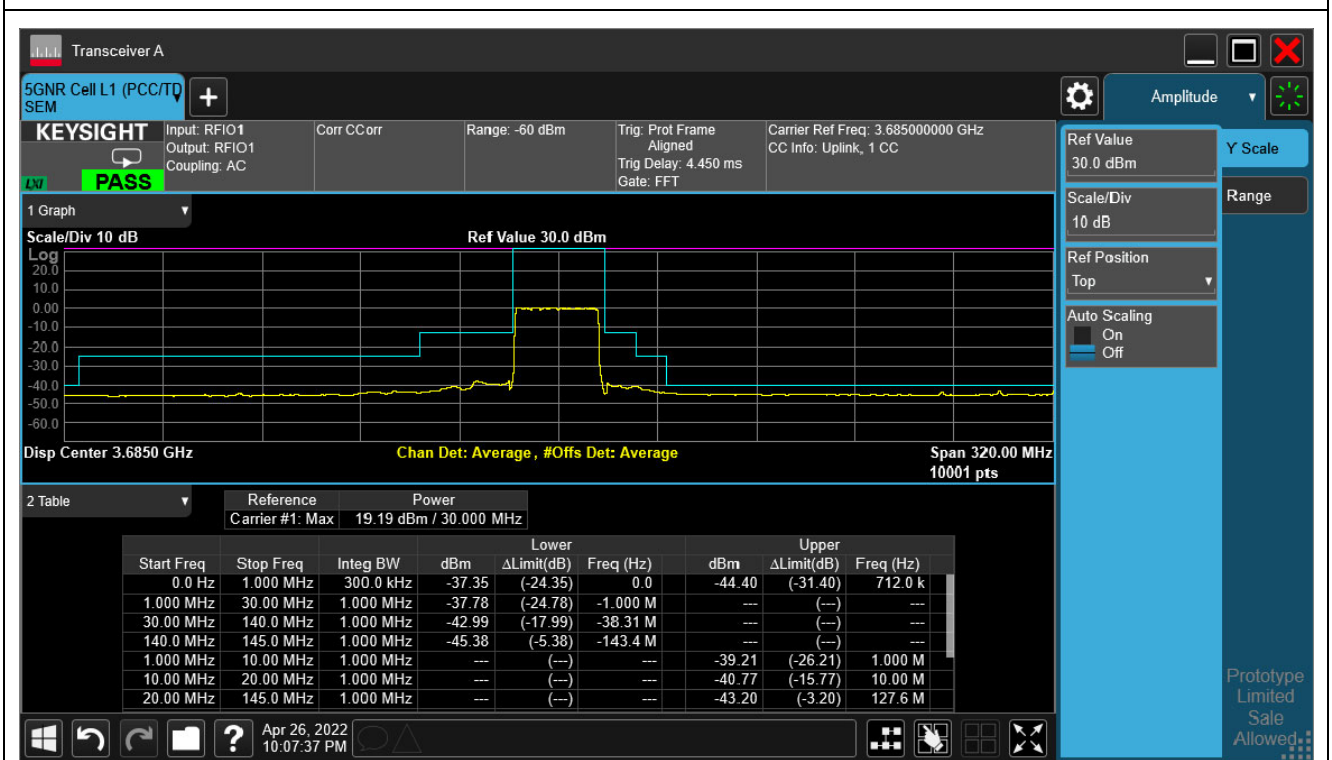 Transceiver A
5GNR Cell L1 (PCC/TD
SEM
+
Amplitude
KEYSIGHT
LXI
PASS
Input: RFIO1
Output: RFIO1
Coupling: AC
Corr CCorr
Range: -60 dBm
Trig: Prot Frame
Aligned
Trig Delay: 4.450 ms
Gate: FFT
Carrier Ref Freq: 3.685000000 GHz
CC Info: Uplink, 1 CC
Ref Value
30.0 dBm
Y Scale
Scale/Div
10 dB
Range
Ref Position
Top
Auto Scaling
On
Off
1 Graph
Scale/Div 10 dB
Ref Value 30.0 dBm
Log
20.0
10.0
0.00
-10.0
-20.0
-30.0
-40.0
-50.0
-60.0
Disp Center 3.6850 GHz
Chan Det: Average , #Offs Det: Average
Span 320.00 MHz
10001 pts
2 Table
Reference Power
Carrier #1: Max 19.19 dBm / 30.000 MHz
Lower Upper
Start Freq Stop Freq Integ BW dBm ΔLimit(dB) Freq (Hz) dBm ΔLimit(dB) Freq (Hz)
0.0 Hz 1.000 MHz 300.0 kHz -37.35 (-24.35) 0.0 -44.40 (-31.40) 712.0 k
1.000 MHz 30.00 MHz 1.000 MHz -37.78 (-24.78) -1.000 M --- (---) ---
30.00 MHz 140.0 MHz 1.000 MHz -42.99 (-17.99) -38.31 M --- (---) ---
140.0 MHz 145.0 MHz 1.000 MHz -45.38 (-5.38) -143.4 M --- (---) ---
1.000 MHz 10.00 MHz 1.000 MHz --- (---) --- -39.21 (-26.21) 1.000 M
10.00 MHz 20.00 MHz 1.000 MHz --- (---) --- -40.77 (-15.77) 10.00 M
20.00 MHz 145.0 MHz 1.000 MHz --- (---) --- -43.20 (-3.20) 127.6 M
Prototype
Limited
Sale
Allowed
?
Apr 26, 2022
10:07:37 PM